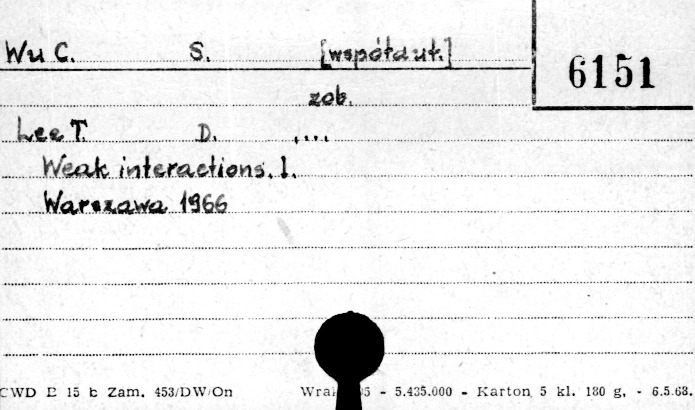 Wu C. S. [współaut.]
6151
zob.
Lee T. D. ....
Weak interactions. 1.
Warszawa 1966
CWD E 15 b Zam. 453/DW/On - 5.435.000 - Karton 5 kl. 180 g. - 6.5.68.